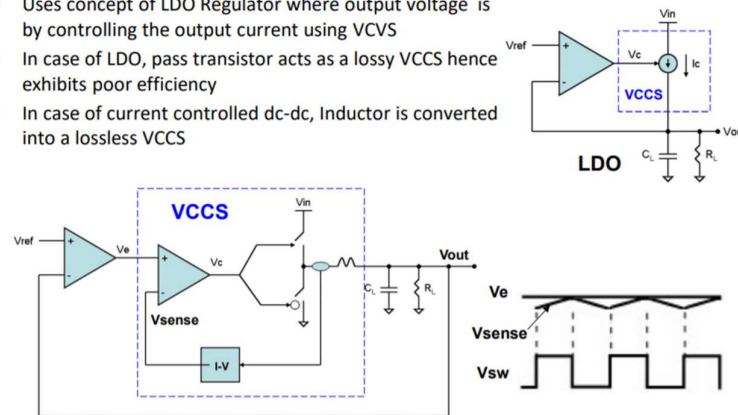 Uses concept of LDO Regulator where output voltage is
by controlling the output current using VCVS
In case of LDO, pass transistor acts as a lossy VCCS hence
exhibits poor efficiency
In case of current controlled dc-dc, Inductor is converted
into a lossless VCCS
Vin
Vref
+
-
Vc
Ic
VCCS
Vo
CL
RL
LDO
VCCS
Vin
Vref
+
-
Ve
+
-
Vc
Vsense
I-V
CL
RL
Vout
Ve
Vsense
Vsw